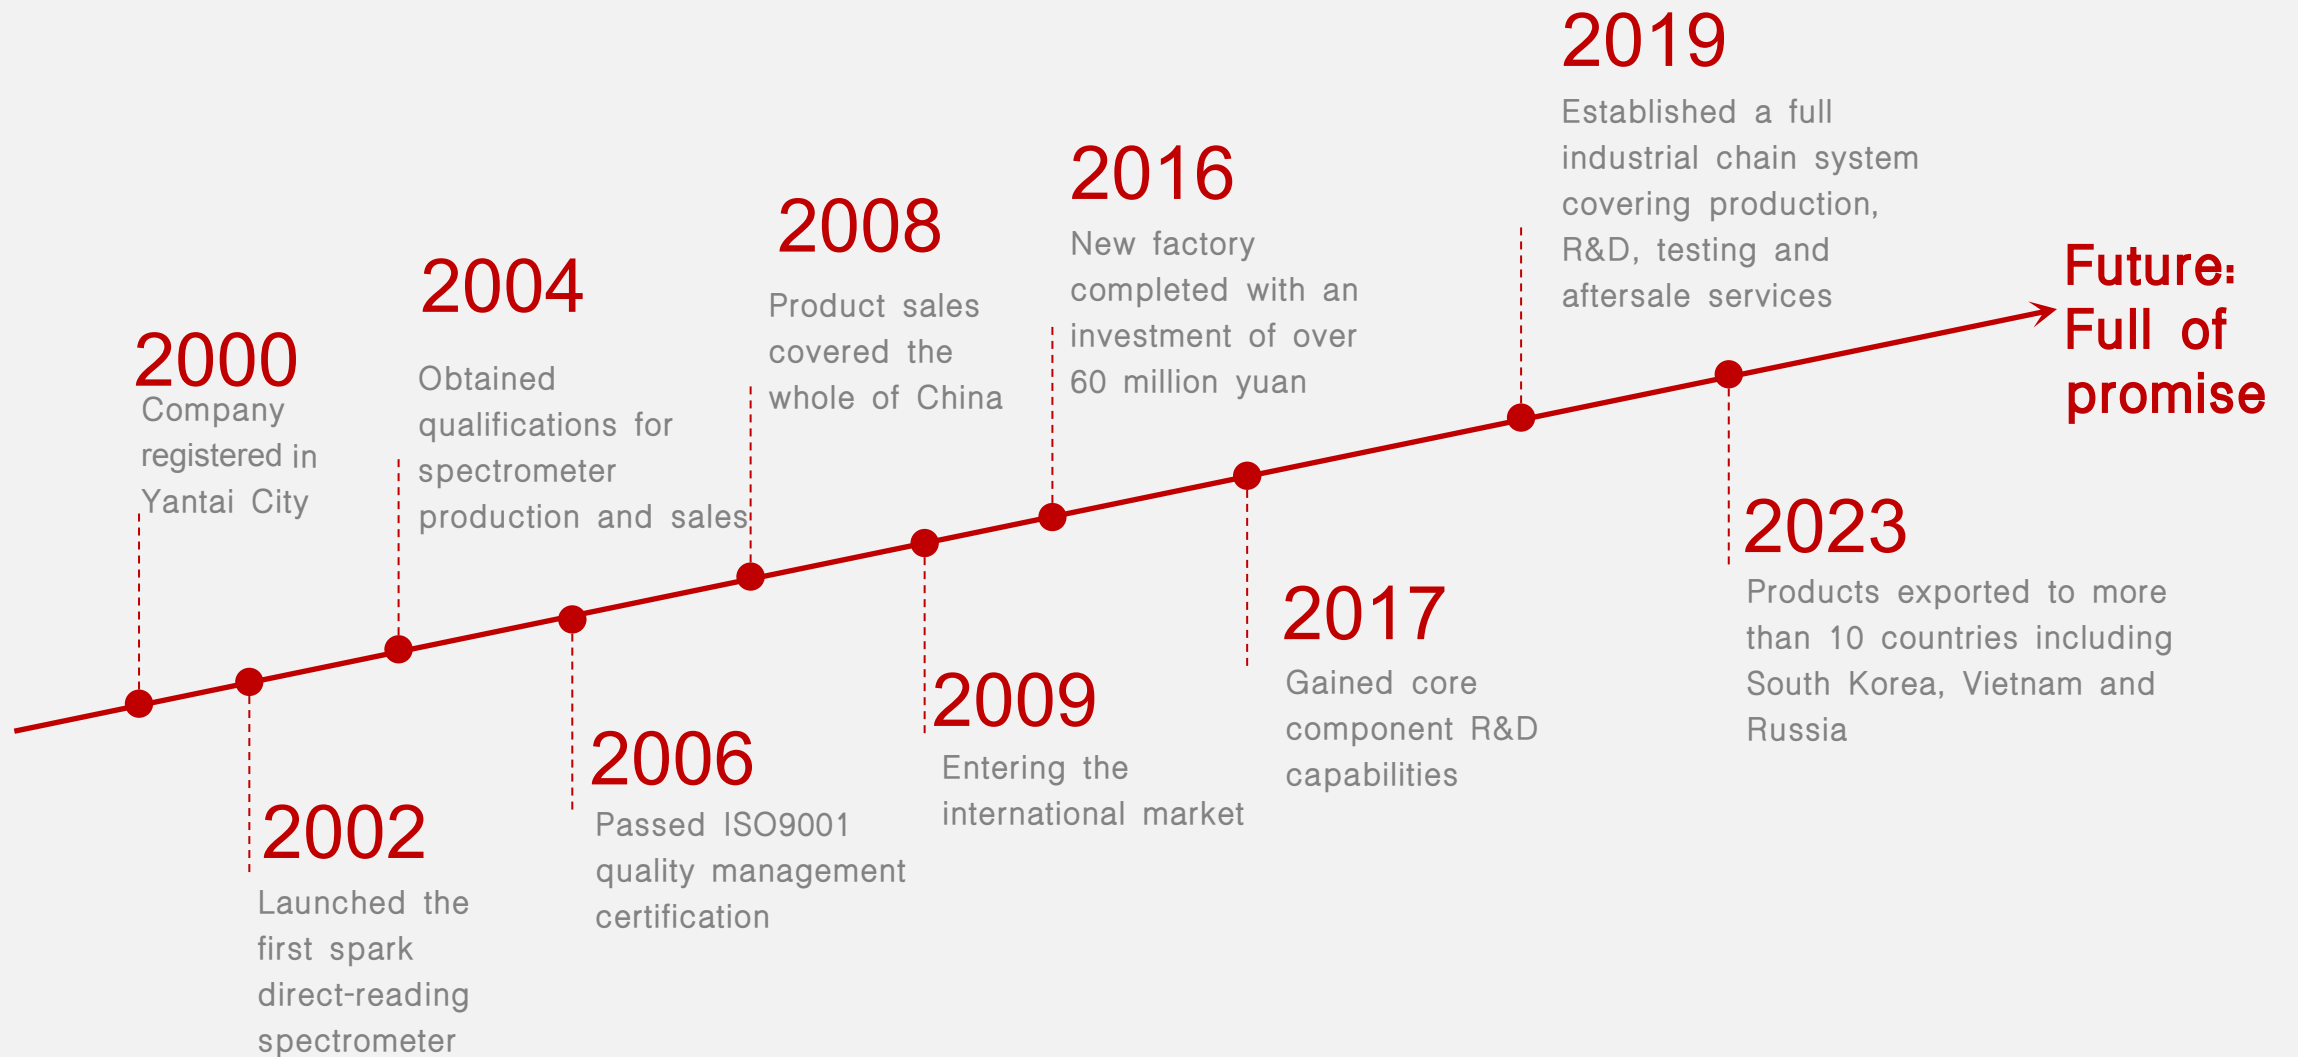 2000
Company
registered in
Yantai City
2002
Launched the
first spark
direct-reading
spectrometer
2004
Obtained
qualifications for
spectrometer
production and sales
2006
Passed ISO9001
quality management
certification
2008
Product sales
covered the
whole of China
2009
Entering the
international market
2016
New factory
completed with an
investment of over
60 million yuan
2017
Gained core
component R&D
capabilities
2019
Established a full
industrial chain system
covering production,
R&D, testing and
aftersale services
2023
Products exported to more
than 10 countries including
South Korea, Vietnam and
Russia
Future:
Full of
promise